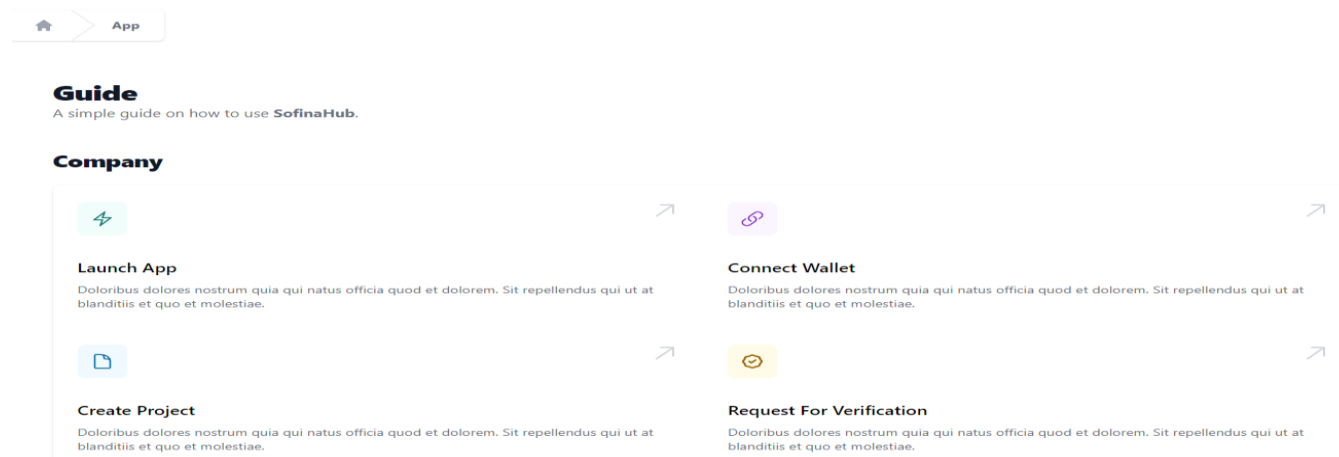 App
Guide
A simple guide on how to use SofinaHub.
Company
Launch App
Doloribus dolores nostrum quia qui natus officia quod et dolorem. Sit repellendus qui ut at
blanditiis et quo et molestiae.
Connect Wallet
Doloribus dolores nostrum quia qui natus officia quod et dolorem. Sit repellendus qui ut at
blanditiis et quo et molestiae.
Create Project
Doloribus dolores nostrum quia qui natus officia quod et dolorem. Sit repellendus qui ut at
blanditiis et quo et molestiae.
Request For Verification
Doloribus dolores nostrum quia qui natus officia quod et dolorem. Sit repellendus qui ut at
blanditiis et quo et molestiae.